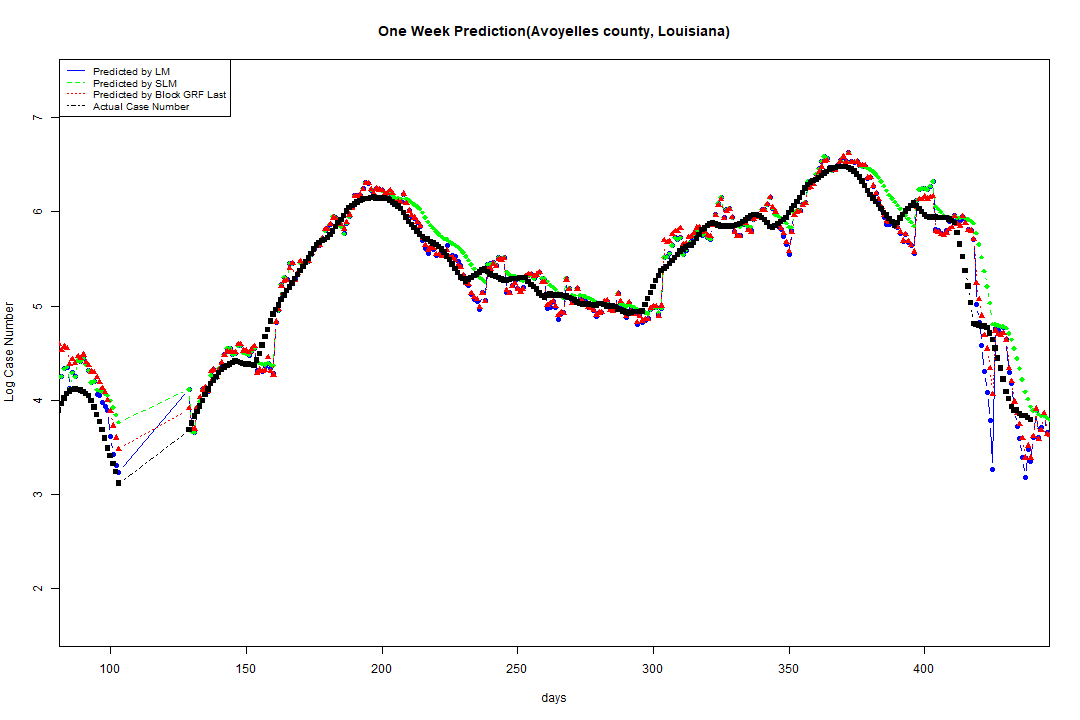 One Week Prediction(Avoyelles county, Louisiana)
Predicted by LM
Predicted by SLM
Predicted by Block GRF Last
Actual Case Number
7
6
5
4
3
2
Log Case Number
100 150 200 250 300 350 400
days